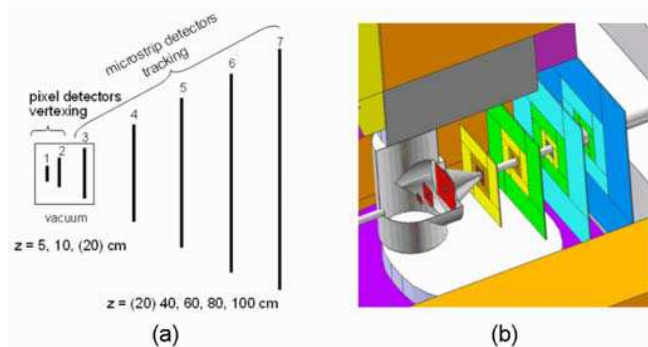 microstrip detectors
tracking
pixel detectors
vertexing
1
2
3
4
5
6
7
vacuum
z = 5, 10, (20) cm
z = (20) 40, 60, 80, 100 cm
(a)
(b)